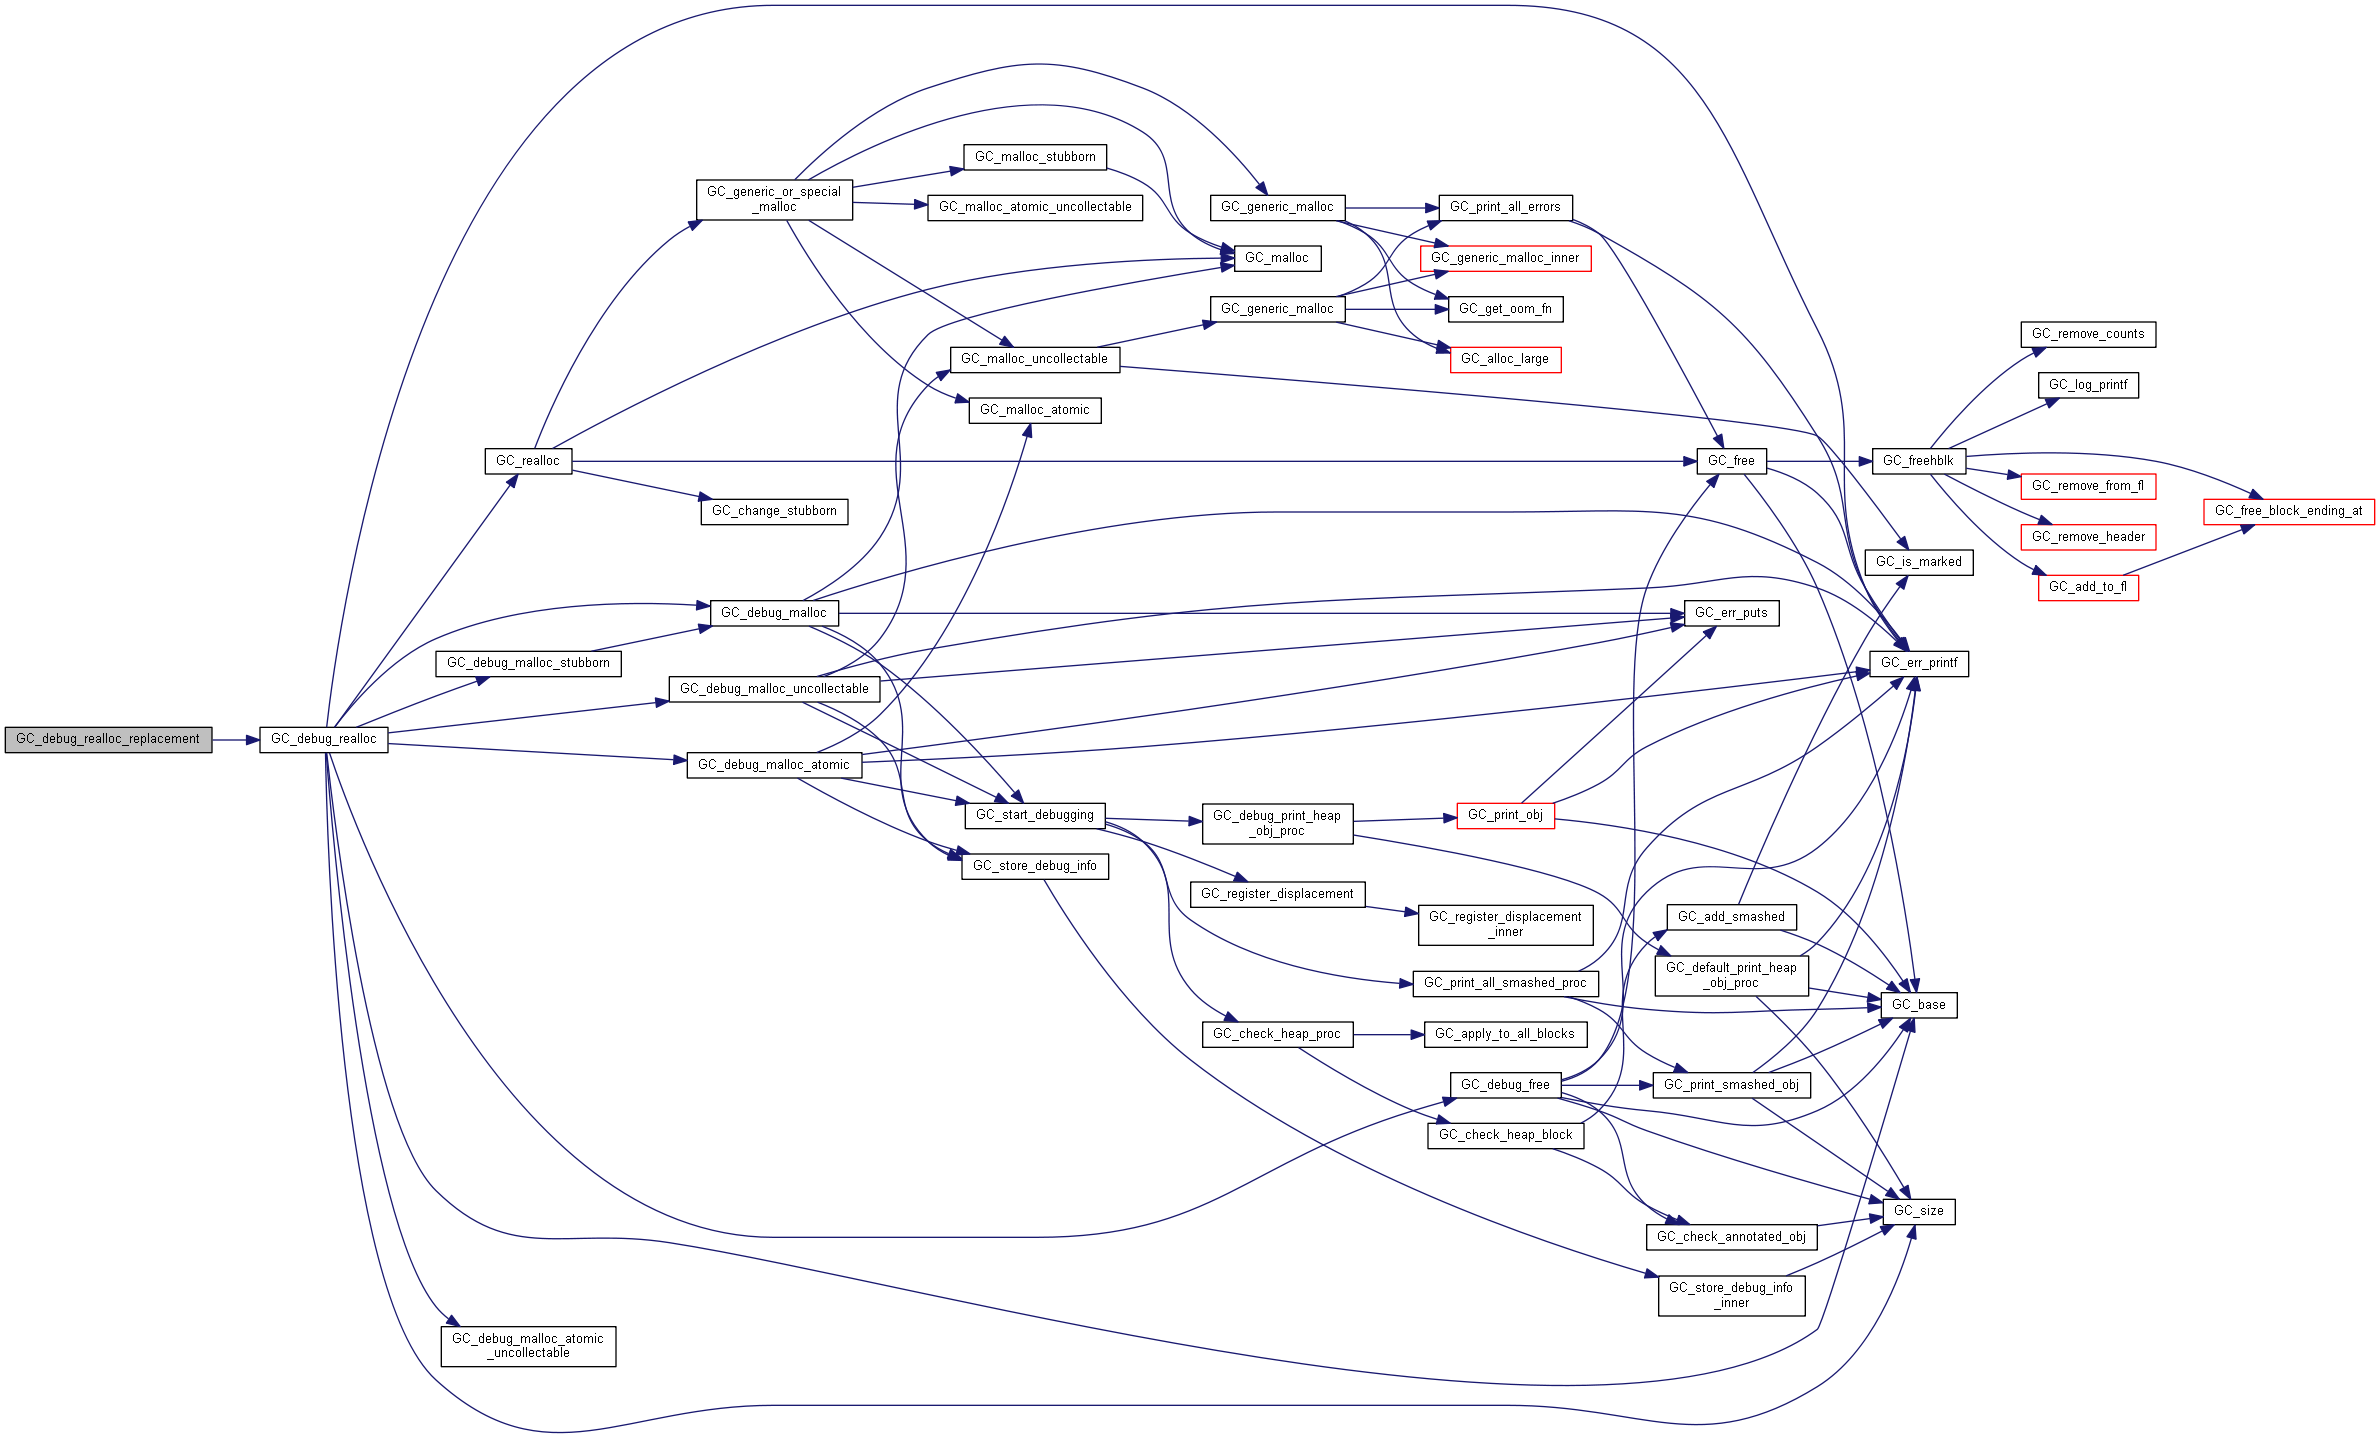 GC_debug_realloc_replacement
GC_debug_realloc
GC_realloc
GC_debug_malloc_stubborn
GC_debug_malloc_atomic
_uncollectable
GC_generic_or_special
_malloc
GC_change_stubborn
GC_debug_malloc
GC_debug_malloc_uncollectable
GC_debug_malloc_atomic
GC_malloc_stubborn
GC_malloc_atomic_uncollectable
GC_malloc_uncollectable
GC_malloc_atomic
GC_start_debugging
GC_store_debug_info
GC_generic_malloc
GC_malloc
GC_generic_malloc
GC_debug_print_heap
_obj_proc
GC_register_displacement
GC_check_heap_proc
GC_print_all_errors
GC_generic_malloc_inner
GC_get_oom_fn
GC_alloc_large
GC_print_obj
GC_register_displacement
_inner
GC_print_all_smashed_proc
GC_apply_to_all_blocks
GC_debug_free
GC_check_heap_block
GC_free
GC_err_puts
GC_add_smashed
GC_default_print_heap
_obj_proc
GC_print_smashed_obj
GC_check_annotated_obj
GC_store_debug_info
_inner
GC_freehblk
GC_is_marked
GC_err_printf
GC_base
GC_size
GC_remove_counts
GC_log_printf
GC_remove_from_fl
GC_remove_header
GC_add_to_fl
GC_free_block_ending_at